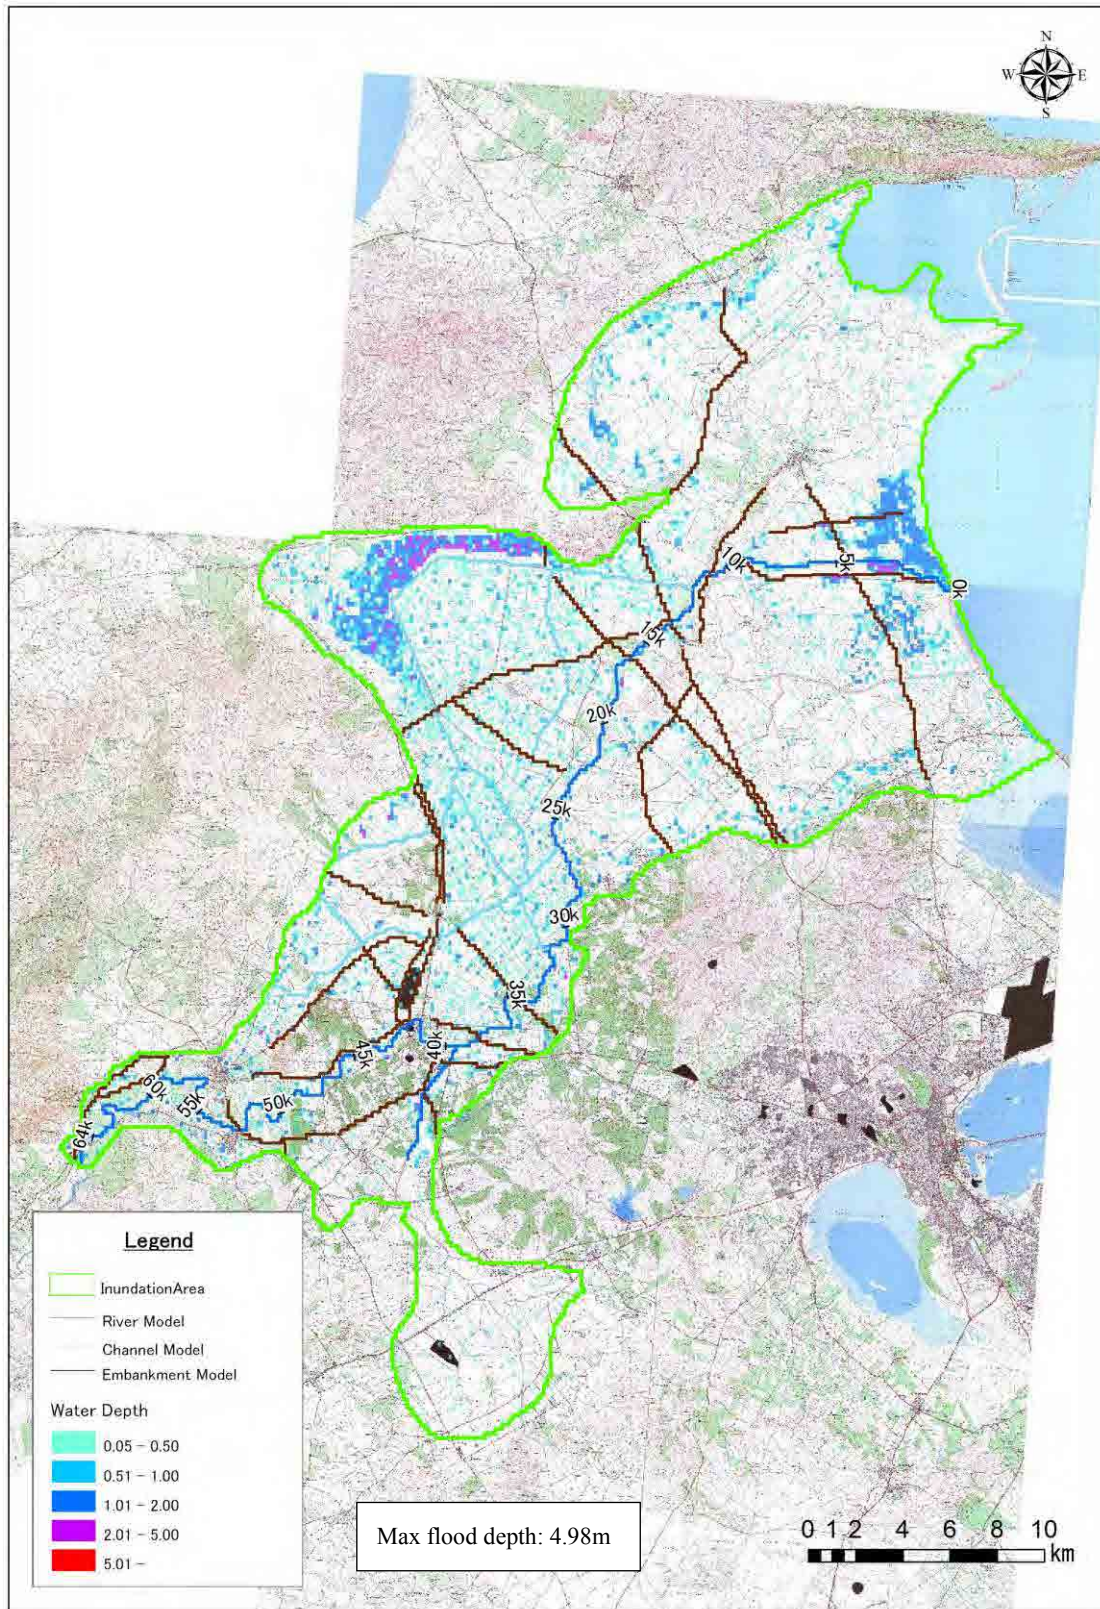 N
W E
S
10k
5k
0k
15k
20k
25k
30k
35k
40k
45k
60k
55k
50k
64k
Legend
InundationArea
River Model
Channel Model
Embankment Model
Water Depth
0.05 - 0.50
0.51 - 1.00
1.01 - 2.00
2.01 - 5.00
5.01 -
Max flood depth: 4.98m
0 1 2 4 6 8 10
km